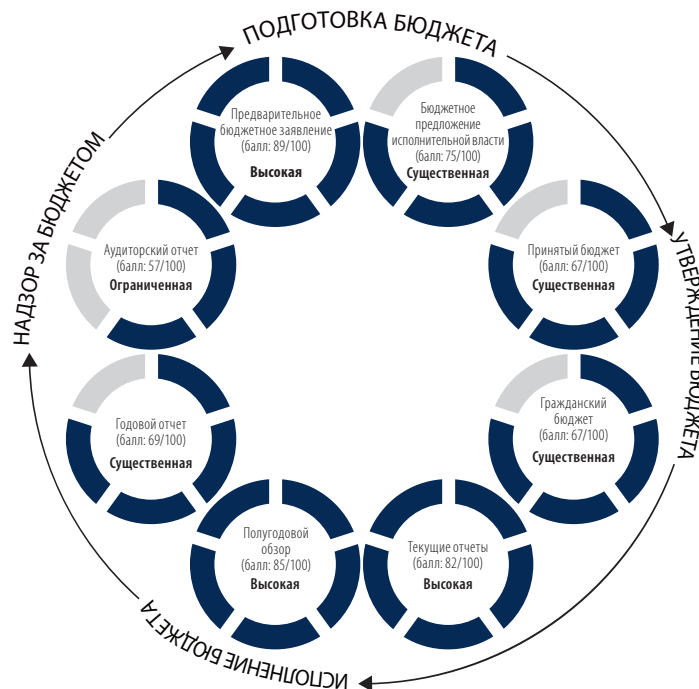 ПОДГОТОВКА БЮДЖЕТА
Предварительное
бюджетное заявление
(балл: 89/100)
Высокая
Бюджетное
предложение
исполнительной власти
(балл: 75/100)
Существенная
УТВЕРЖДЕНИЕ БЮДЖЕТА
Принятый бюджет
(балл: 67/100)
Существенная
Гражданский
бюджет
(балл: 67/100)
Существенная
ИСПОЛНЕНИЕ БЮДЖЕТА
Текущие отчеты
(балл: 82/100)
Высокая
Полугодовой
обзор
(балл: 85/100)
Высокая
Годовой отчет
(балл: 69/100)
Существенная
НАДЗОР ЗА БЮДЖЕТОМ
Аудиторский отчет
(балл: 57/100)
Ограниченная